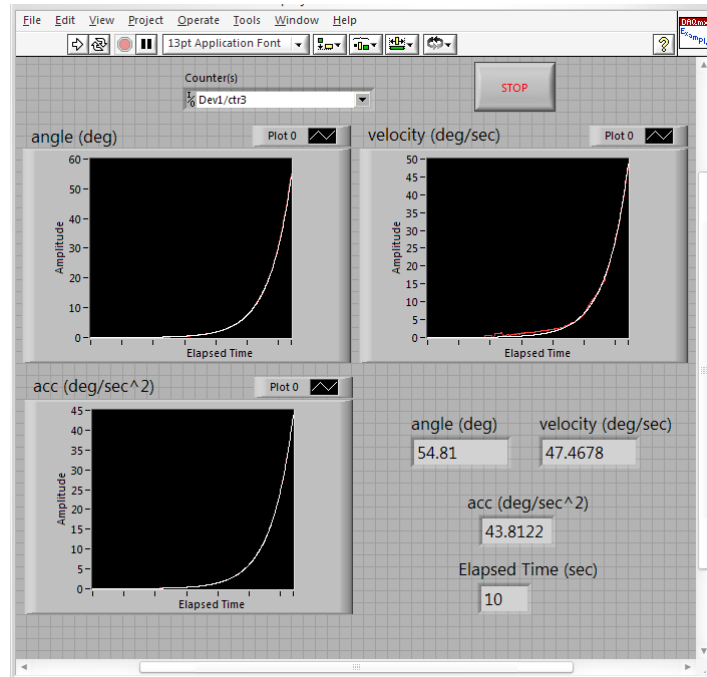 File Edit View Project Operate Tools Window Help
13pt Application Font
?
DAQmx
Counter(s)
I/O Dev1/ctr3
STOP
angle (deg)
Plot 0
60
50
40
30
20
10
0
Amplitude
Elapsed Time
velocity (deg/sec)
Plot 0
50
45
40
35
30
25
20
15
10
5
0
Amplitude
Elapsed Time
acc (deg/sec^2)
Plot 0
45
40
35
30
25
20
15
10
5
0
Amplitude
Elapsed Time
angle (deg) velocity (deg/sec)
54.81 47.4678
acc (deg/sec^2)
43.8122
Elapsed Time (sec)
10